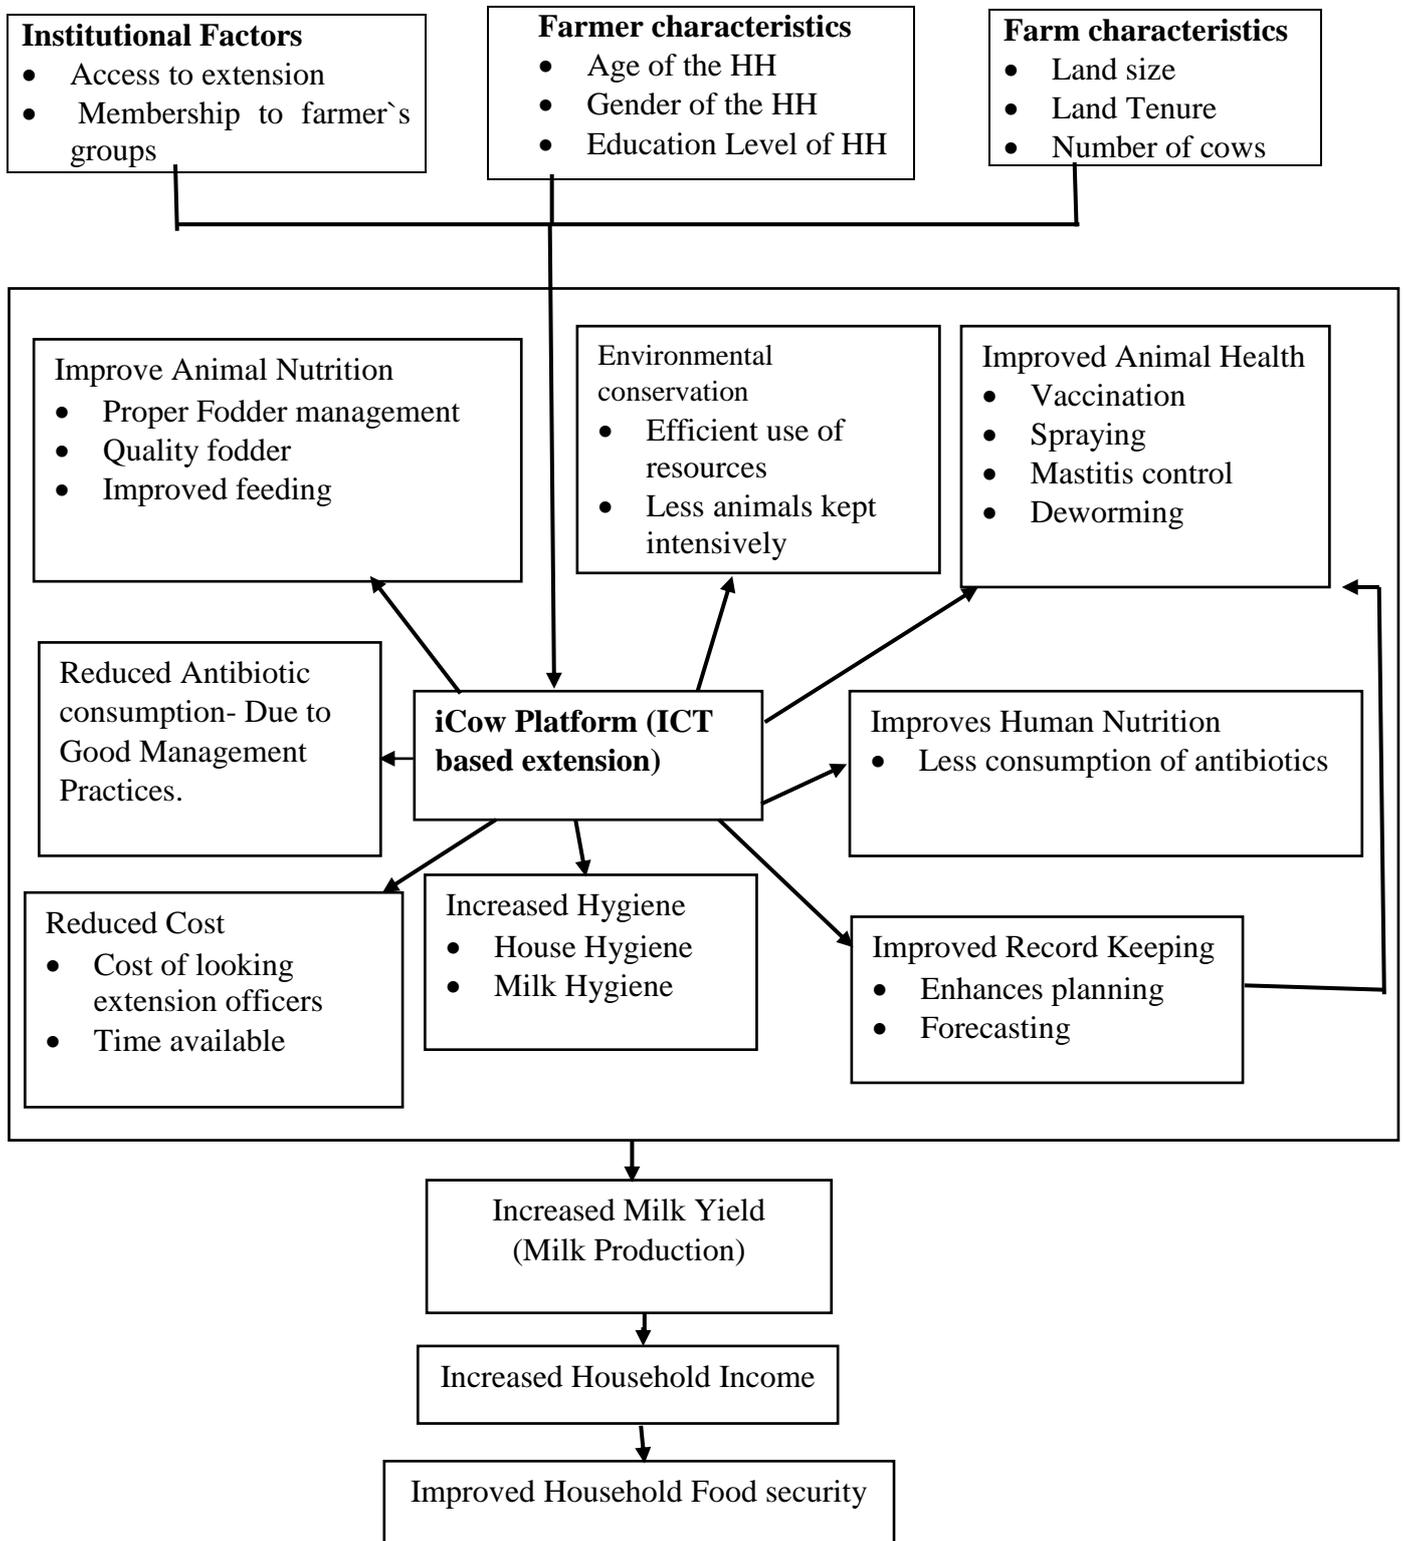 Institutional Factors
• Access to extension
• Membership to farmer`s
groups
Farmer characteristics
• Age of the HH
• Gender of the HH
• Education Level of HH
Farm characteristics
• Land size
• Land Tenure
• Number of cows
Improve Animal Nutrition
• Proper Fodder management
• Quality fodder
• Improved feeding
Environmental
conservation
• Efficient use of
resources
• Less animals kept
intensively
Improved Animal Health
• Vaccination
• Spraying
• Mastitis control
• Deworming
Reduced Antibiotic
consumption- Due to
Good Management
Practices.
iCow Platform (ICT
based extension)
Improves Human Nutrition
• Less consumption of antibiotics
Reduced Cost
• Cost of looking
extension officers
• Time available
Increased Hygiene
• House Hygiene
• Milk Hygiene
Improved Record Keeping
• Enhances planning
• Forecasting
Increased Milk Yield
(Milk Production)
Increased Household Income
Improved Household Food security